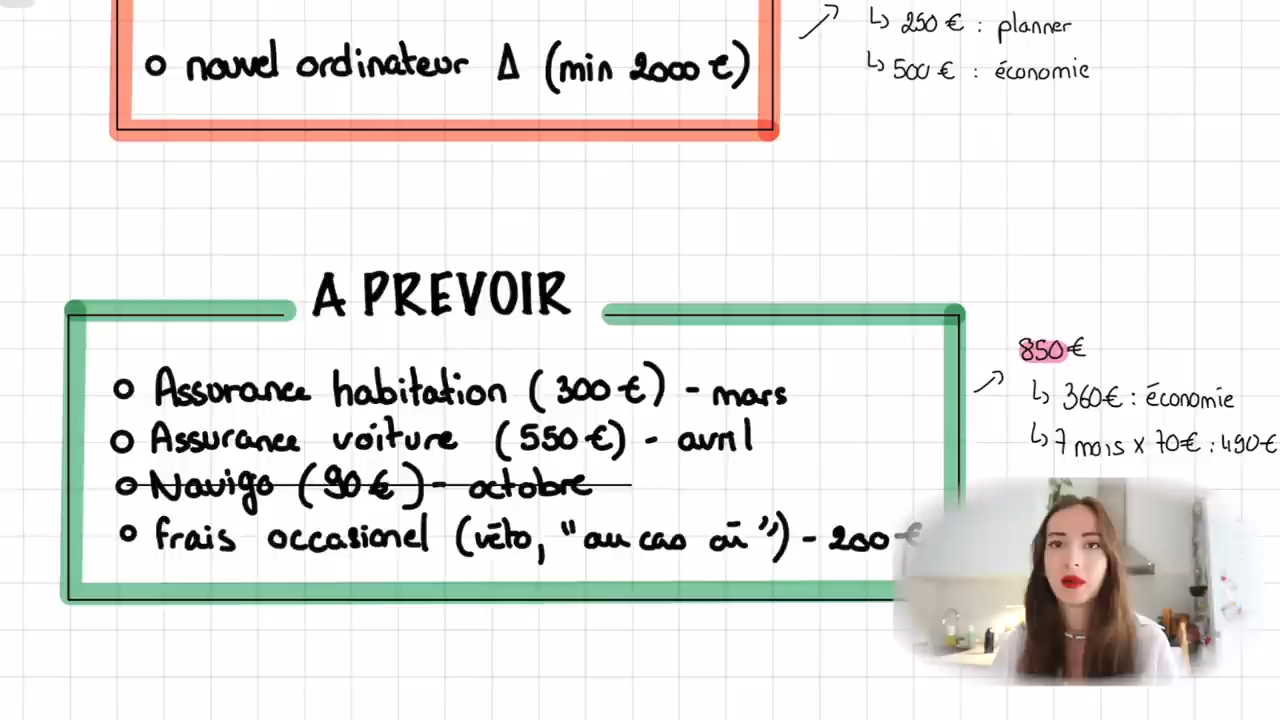 ↳ 250 € : planner
o nouvel ordinateur Δ (min 2000 €)
↳ 500 € : économie
A PREVOIR
850€
o Assurance habitation (300 €) - mars
↳ 360€ : économie
o Assurance voiture (550 €) - avril
↳ 7 mois x 70€ : 490€
o Navigo (90 €) - octobre
o frais occasionel (véto, "au cas où") - 200 €